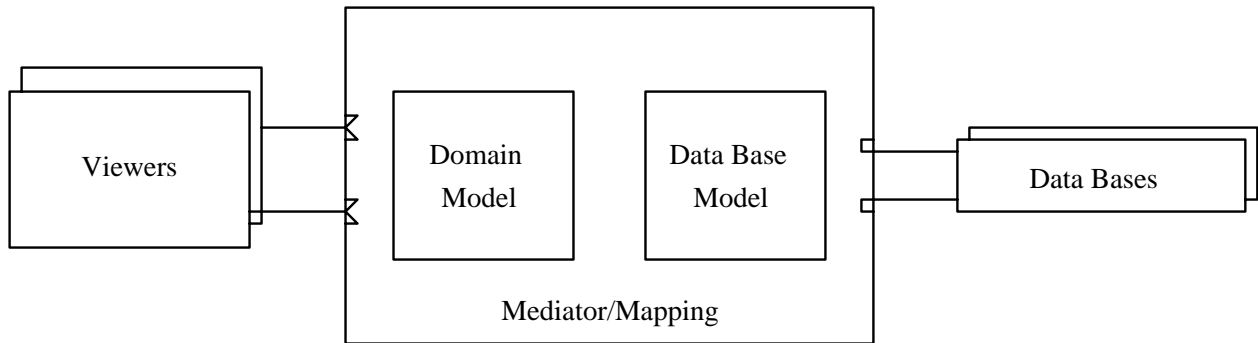 Viewers
Domain
Model
Data Base
Model
Data Bases
Mediator/Mapping